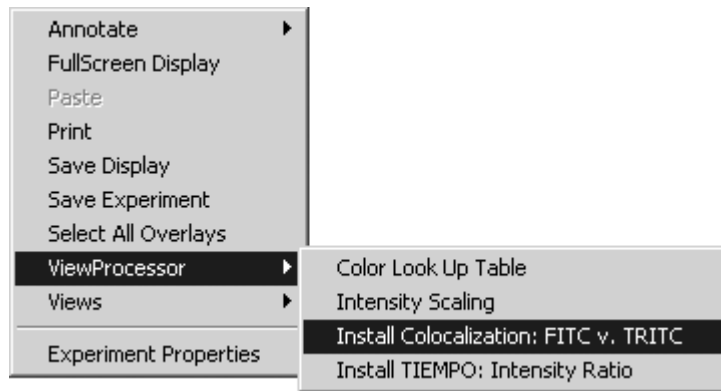 Annotate
FullScreen Display
Paste
Print
Save Display
Save Experiment
Select All Overlays
ViewProcessor
Views
Experiment Properties
Color Look Up Table
Intensity Scaling
Install Colocalization: FITC v. TRITC
Install TIEMPO: Intensity Ratio